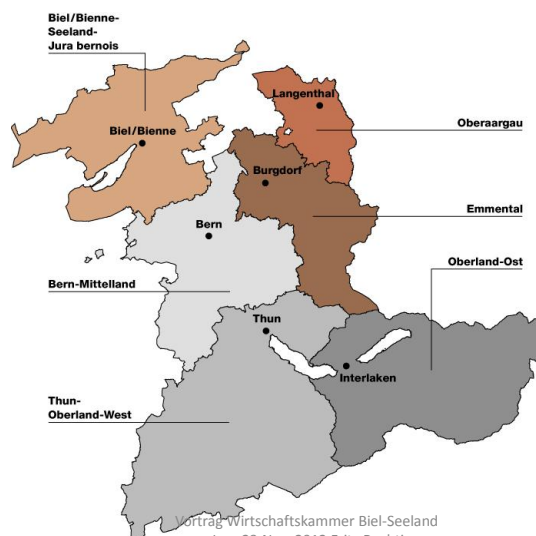 Biel/Bienne-
Seeland-
Jura bernois
Langenthal
Biel/Bienne
Oberaargau
Burgdorf
Emmental
Bern
Oberland-Ost
Bern-Mittelland
Thun
Interlaken
Thun-
Oberland-West
Vortrag Wirtschaftskammer Biel-Seeland